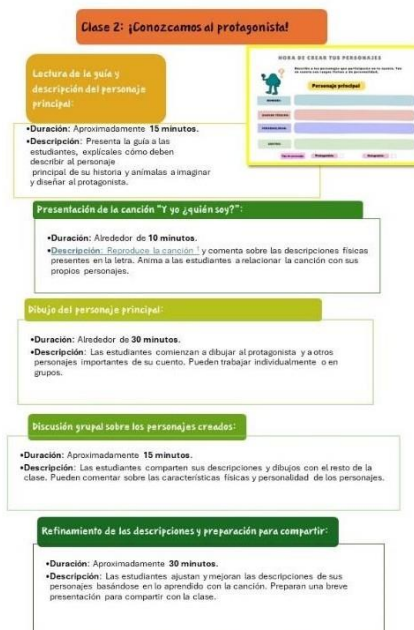 Clase 2: ¡Conozcamos al protagonista!
Lectura de la guía y
descripción del personaje
principal:
•Duración: Aproximadamente 15 minutos.
•Descripción: Presenta la guía a las
estudiantes, explícales cómo deben
describir al personaje
principal de su historia y anímalas a imaginar
y diseñar al protagonista.
HORA DE CREAR TUS PERSONAJES
Personaje principal
Presentación de la canción "Y yo ¿quién soy?":
•Duración: Alrededor de 10 minutos.
•Descripción: Reproduce la canción 1 y comenta sobre las descripciones físicas
presentes en la letra. Anima a las estudiantes a relacionar la canción con sus
propios personajes.
Dibujo del personaje principal:
•Duración: Alrededor de 30 minutos.
•Descripción: Las estudiantes comienzan a dibujar al protagonista y a otros
personajes importantes de su cuento. Pueden trabajar individualmente o en
grupos.
Discusión grupal sobre los personajes creados:
•Duración: Aproximadamente 15 minutos.
•Descripción: Las estudiantes comparten sus descripciones y dibujos con el resto de la
clase. Pueden comentar sobre las características físicas y personalidad de los personajes.
Refinamiento de las descripciones y preparación para compartir:
•Duración: Aproximadamente 30 minutos.
•Descripción: Las estudiantes ajustan y mejoran las descripciones de sus
personajes basándose en lo aprendido con la canción. Preparan una breve
presentación para compartir con la clase.